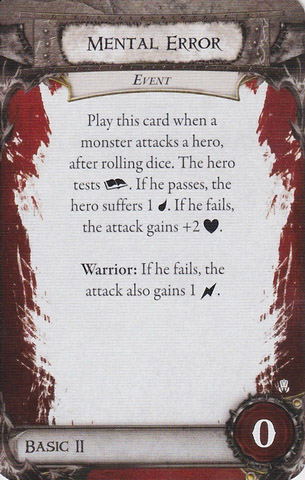 MENTAL ERROR
EVENT
Play this card when a
monster attacks a hero,
after rolling dice. The hero
tests . If he passes, the
hero suffers 1 . If he fails,
the attack gains +2 .
Warrior: If he fails, the
attack also gains 1 .
BASIC II
0